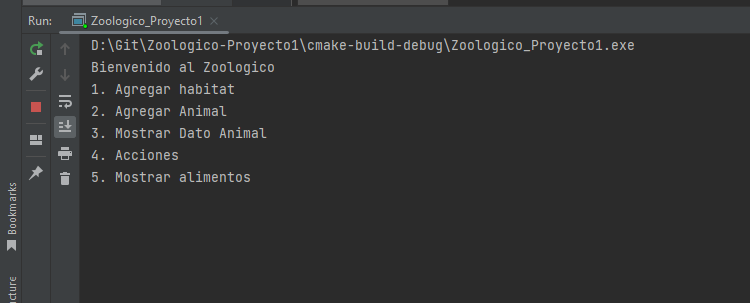 Run:
Zoologico_Proyecto1
D:\Git\Zoologico-Proyecto1\cmake-build-debug\Zoologico_Proyecto1.exe
Bienvenido al Zoologico
1. Agregar habitat
2. Agregar Animal
3. Mostrar Dato Animal
4. Acciones
5. Mostrar alimentos
Bookmarks